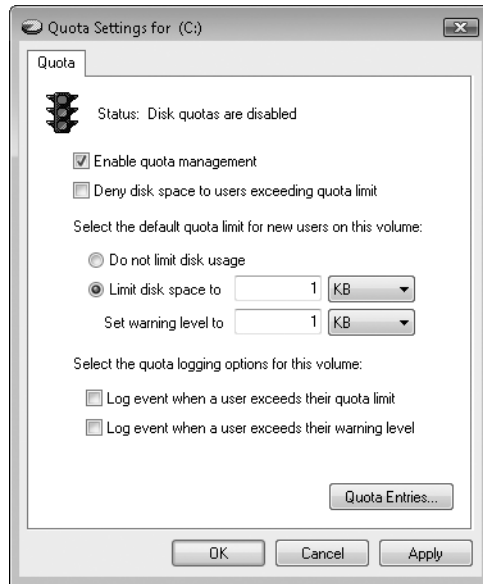 Quota Settings for (C:)
Quota
Status: Disk quotas are disabled
Enable quota management
Deny disk space to users exceeding quota limit
Select the default quota limit for new users on this volume:
Do not limit disk usage
Limit disk space to 1 KB
Set warning level to 1 KB
Select the quota logging options for this volume:
Log event when a user exceeds their quota limit
Log event when a user exceeds their warning level
Quota Entries...
OK Cancel Apply